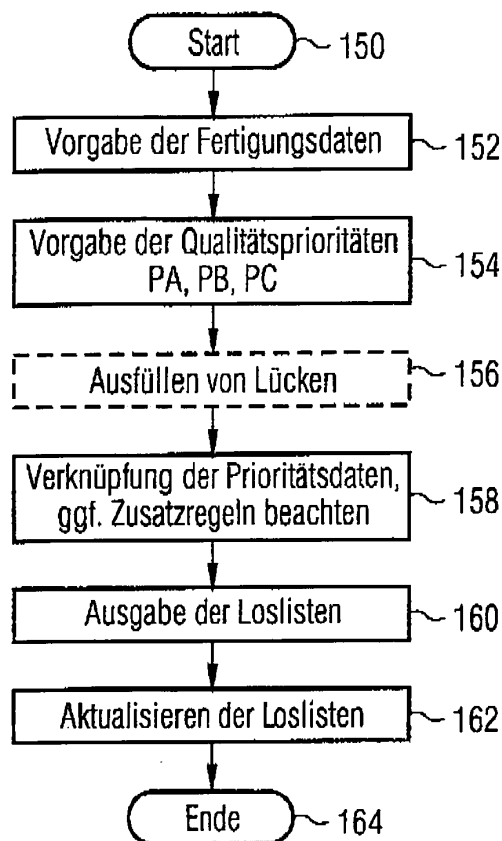 Start 150
Vorgabe der Fertigungsdaten 152
Vorgabe der Qualitätsprioritäten
PA, PB, PC 154
Ausfüllen von Lücken 156
Verknüpfung der Prioritätsdaten,
ggf. Zusatzregeln beachten 158
Ausgabe der Loslisten 160
Aktualisieren der Loslisten 162
Ende 164